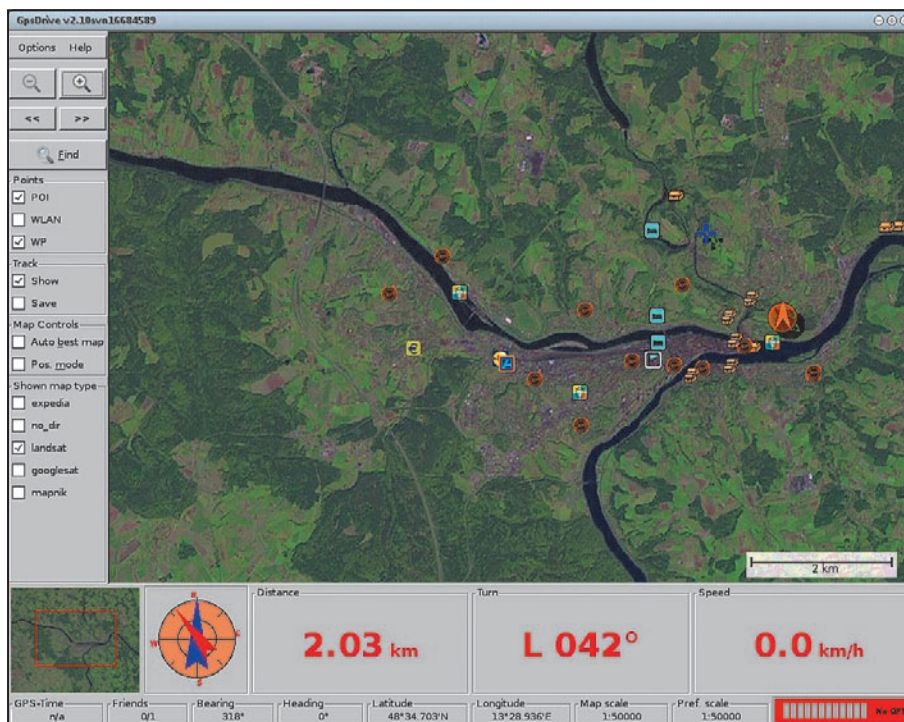 GpsDrive v2.10svn16684589
Options Help
<< >>
Find
Points
POI
WLAN
WP
Track
Show
Save
Map Controls
Auto best map
Pos. mode
Shown map type
expedia
no_dir
landsat
googlesat
mapnik
2 km
N
W E
S
Distance
2.03 km
Turn
L 042°
Speed
0.0 km/h
GPS-Time
n/a
Friends
0/1
Bearing
318°
Heading
0°
Latitude
48°34.703'N
Longitude
13°28.936'E
Map scale
1:50000
Pref. scale
1:50000
No GPS